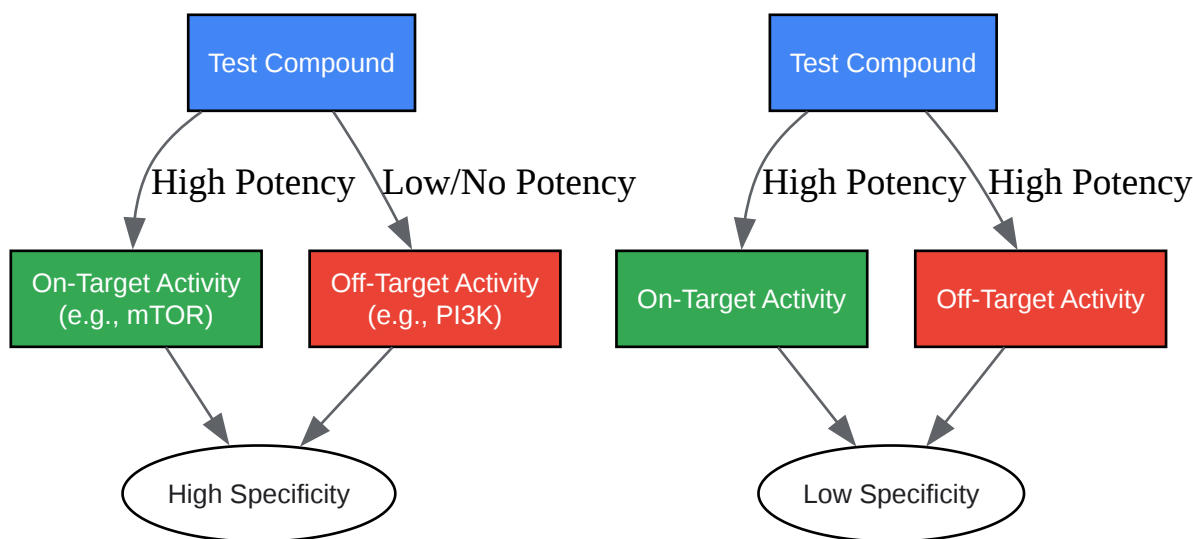 Test Compound
High Potency
Low/No Potency
On-Target Activity
(e.g., mTOR)
Off-Target Activity
(e.g., PI3K)
High Specificity
Test Compound
High Potency
High Potency
On-Target Activity
Off-Target Activity
Low Specificity